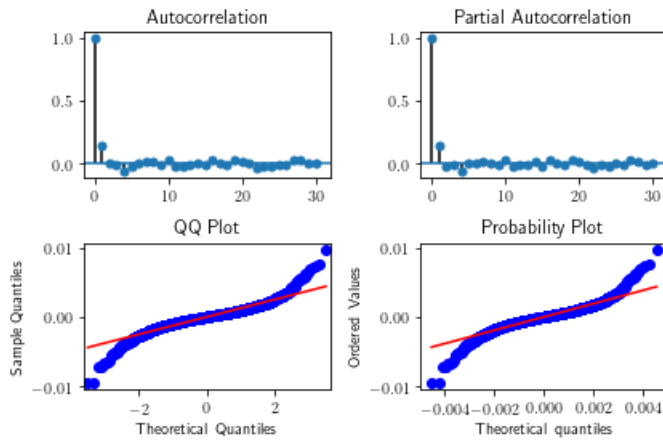 Autocorrelation
1.0
0.5
0.0
0 10 20 30
Partial Autocorrelation
1.0
0.5
0.0
0 10 20 30
QQ Plot
Sample Quantiles
0.01
0.00
−0.01
−2 0 2
Theoretical Quantiles
Probability Plot
Ordered Values
0.01
0.00
−0.01
−0.004 −0.002 0.000 0.002 0.004
Theoretical quantiles